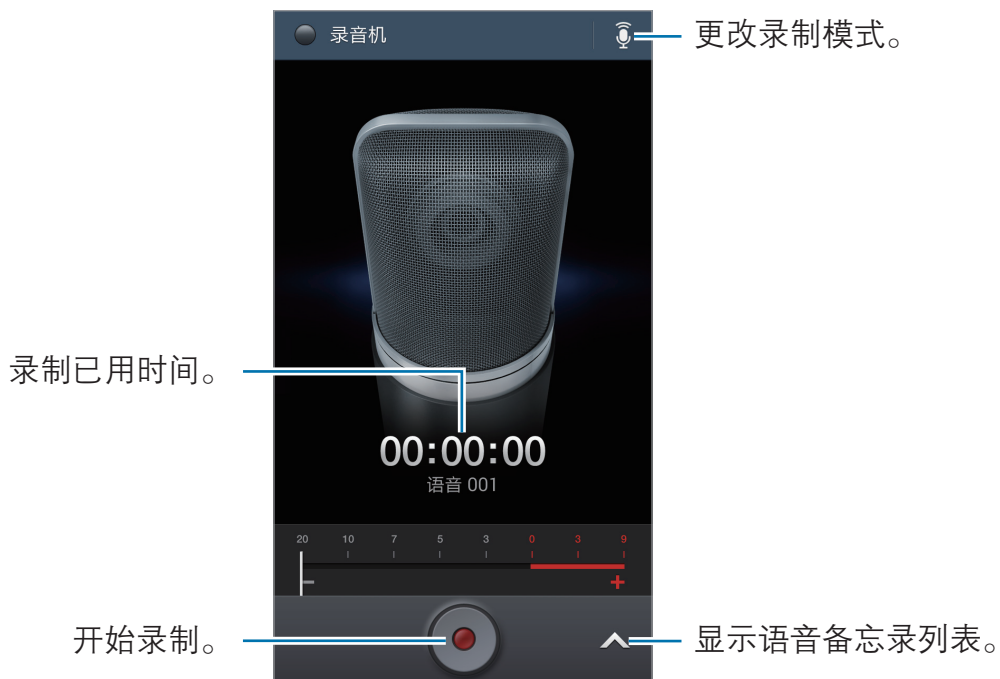 录音机
更改录制模式。
录制已用时间。
00:00:00
语音 001
20 10 7 5 3 0 3 9
− +
开始录制。
显示语音备忘录列表。